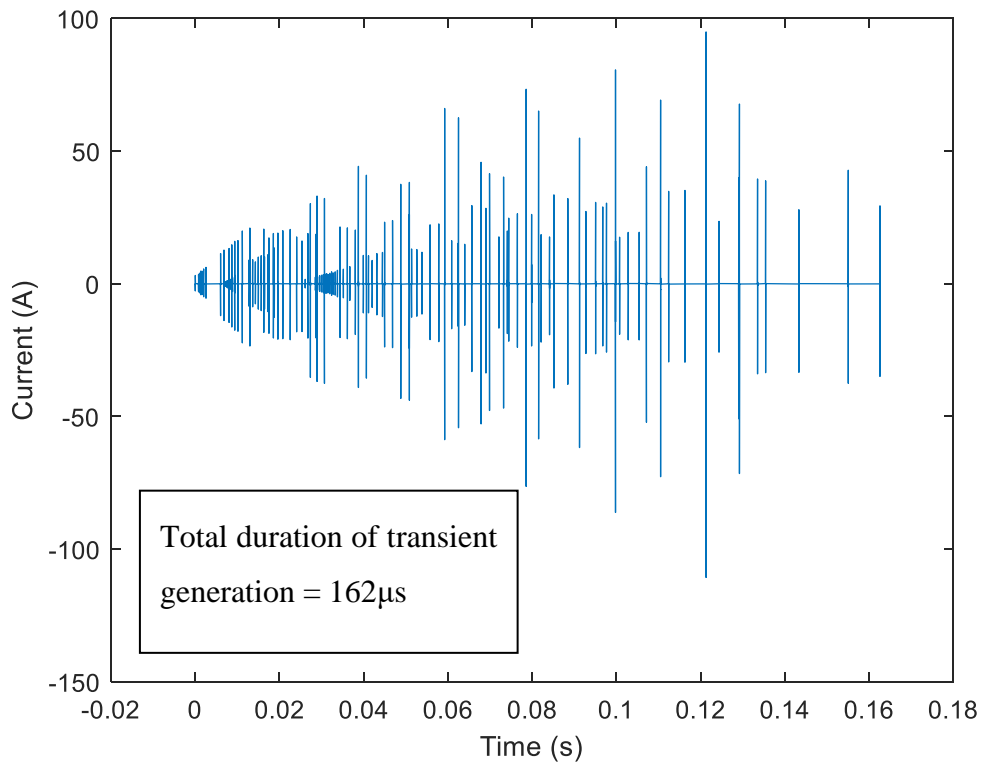 100
50
0
-50
-100
-150
Current (A)
Total duration of transient
generation = 162μs
-0.02 0 0.02 0.04 0.06 0.08 0.1 0.12 0.14 0.16 0.18
Time (s)